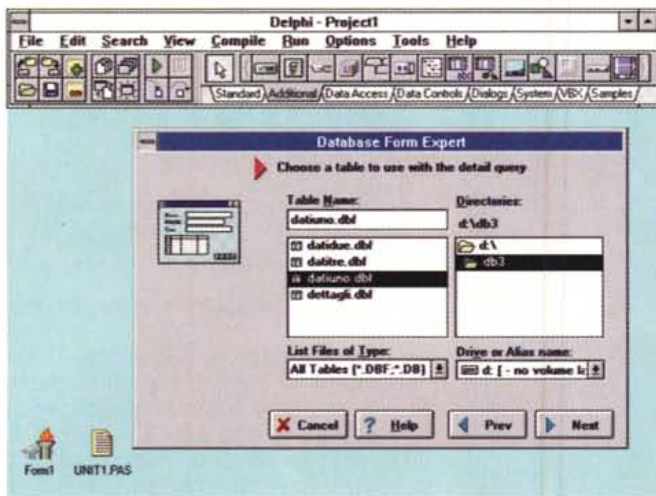 Delphi - Project1
File Edit Search View Compile Run Options Tools Help
Standard Additional Data Access Data Controls Dialogs System VBX Samples
Database Form Expert
Choose a table to use with the detail query
Table Name:
datiuno.dbf
datidue.dbf
datitre.dbf
datiuno.dbf
dettagli.dbf
List Files of Type:
All Tables (*.DBF;*.DB)
Directories:
d:\db3
d:\
db3
Drive or Alias name:
d: [ - no volume l
Cancel
? Help
Prev
Next
Form1
UNIT1.PAS